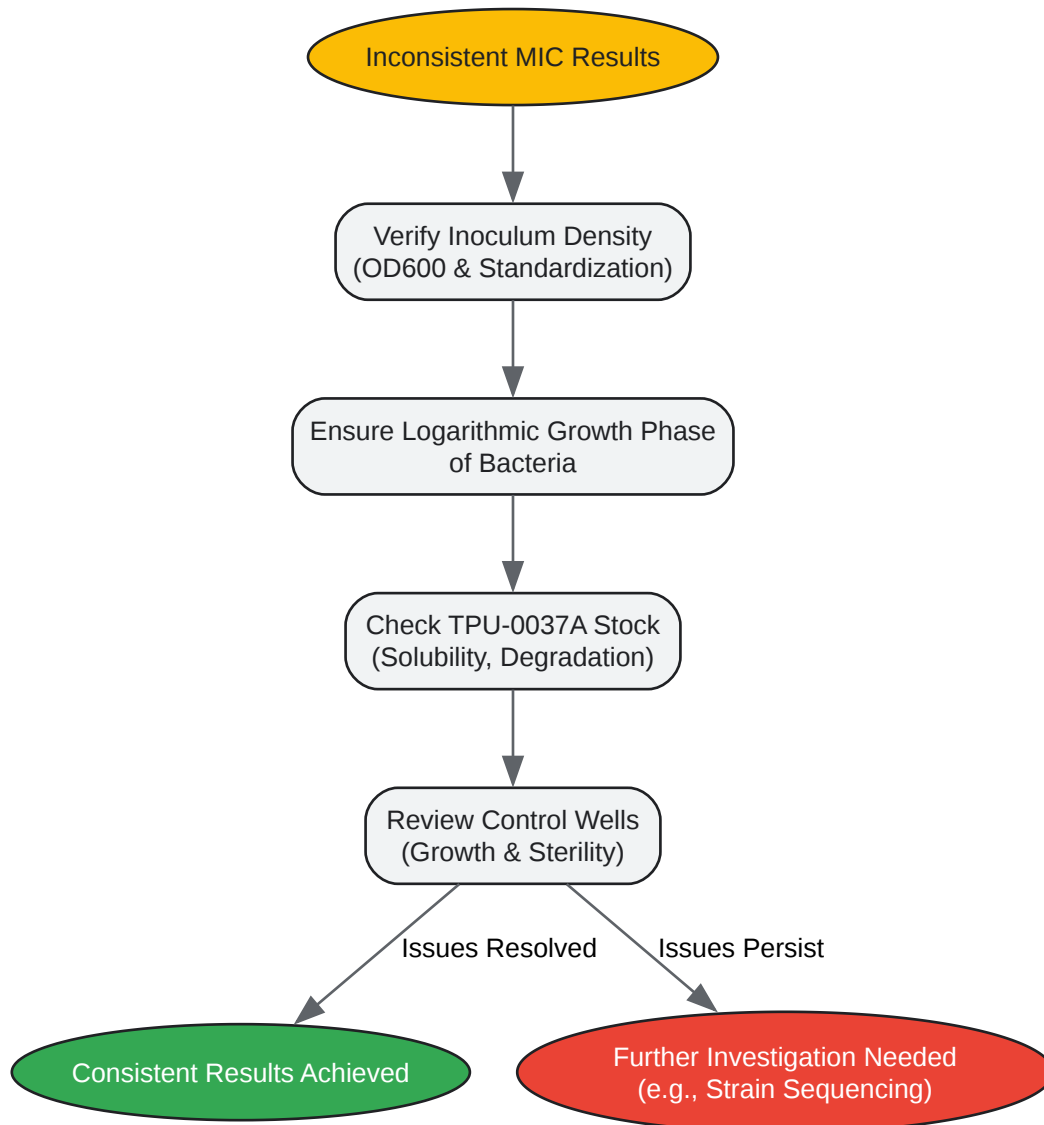 Inconsistent MIC Results
Verify Inoculum Density
(OD600 & Standardization)
Ensure Logarithmic Growth Phase
of Bacteria
Check TPU-0037A Stock
(Solubility, Degradation)
Review Control Wells
(Growth & Sterility)
Issues Resolved
Issues Persist
Consistent Results Achieved
Further Investigation Needed
(e.g., Strain Sequencing)